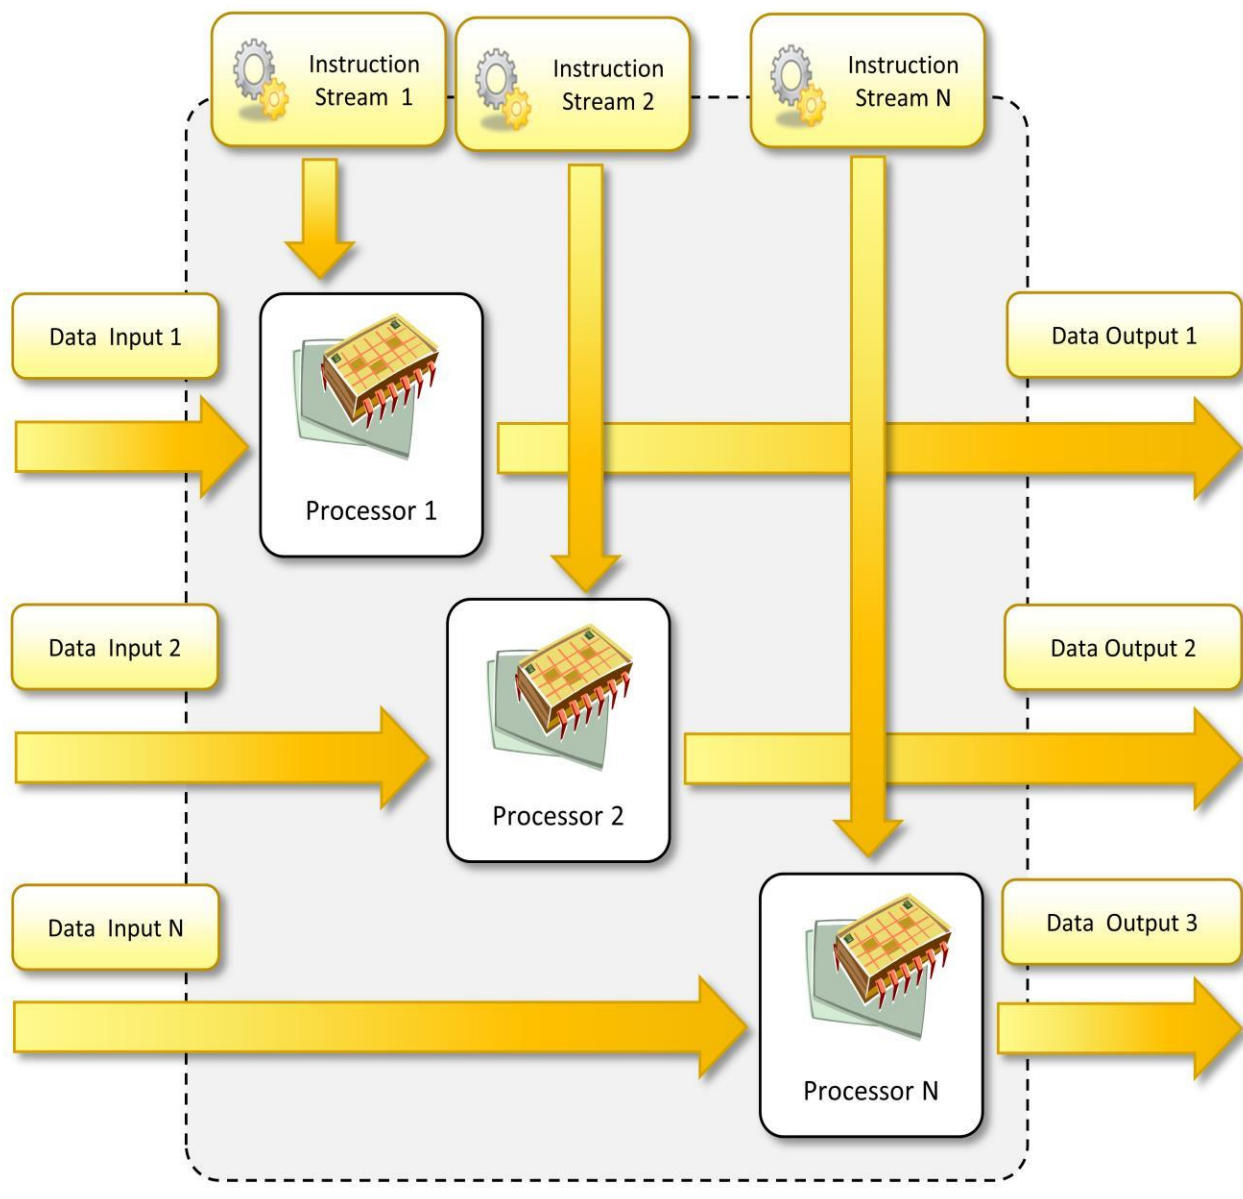 Instruction
Stream 1
Instruction
Stream 2
Instruction
Stream N
Data Input 1
Processor 1
Data Output 1
Data Input 2
Processor 2
Data Output 2
Data Input N
Processor N
Data Output 3